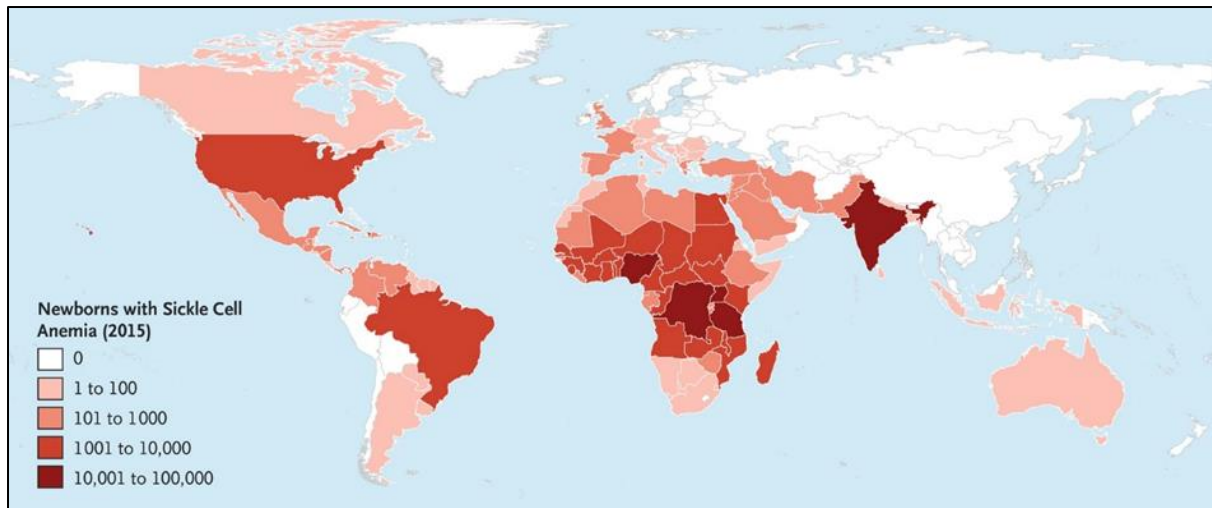 Newborns with Sickle Cell
Anemia (2015)
0
1 to 100
101 to 1000
1001 to 10,000
10,001 to 100,000